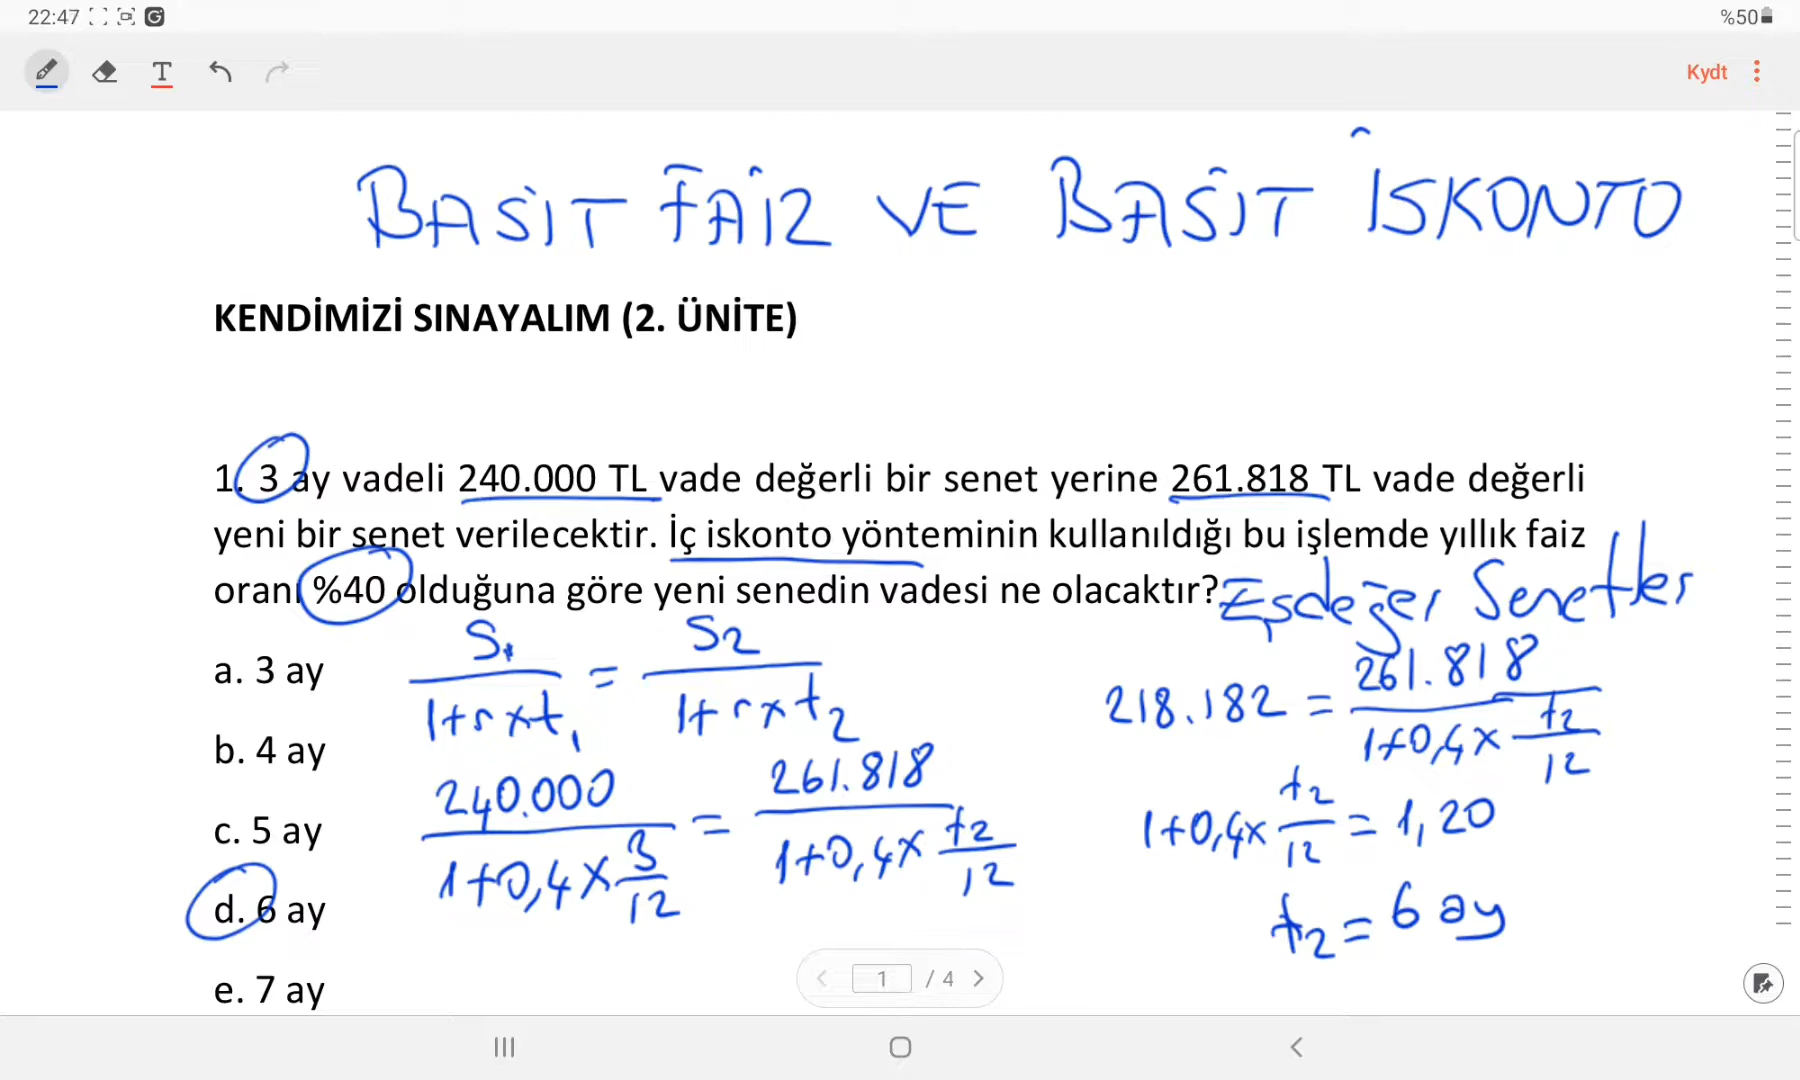 22:47
%50
T
Kydt
BASİT FAİZ VE BASİT İSKONTO
KENDİMİZİ SINAYALIM (2. ÜNİTE)
1. 3 ay vadeli 240.000 TL vade değerli bir senet yerine 261.818 TL vade değerli
yeni bir senet verilecektir. İç iskonto yönteminin kullanıldığı bu işlemde yıllık faiz
oranı %40 olduğuna göre yeni senedin vadesi ne olacaktır? Eşdeğer Senetler
a. 3 ay
b. 4 ay
c. 5 ay
d. 6 ay
e. 7 ay
S₁/(1+r×t₁) = S2/(1+r×t2)
240.000/(1+0,4×3/12) = 261.818/(1+0,4×t2/12)
218.182 = 261.818/(1+0,4×t2/12)
1+0,4×t2/12 = 1,20
t2 = 6 ay
1 / 4